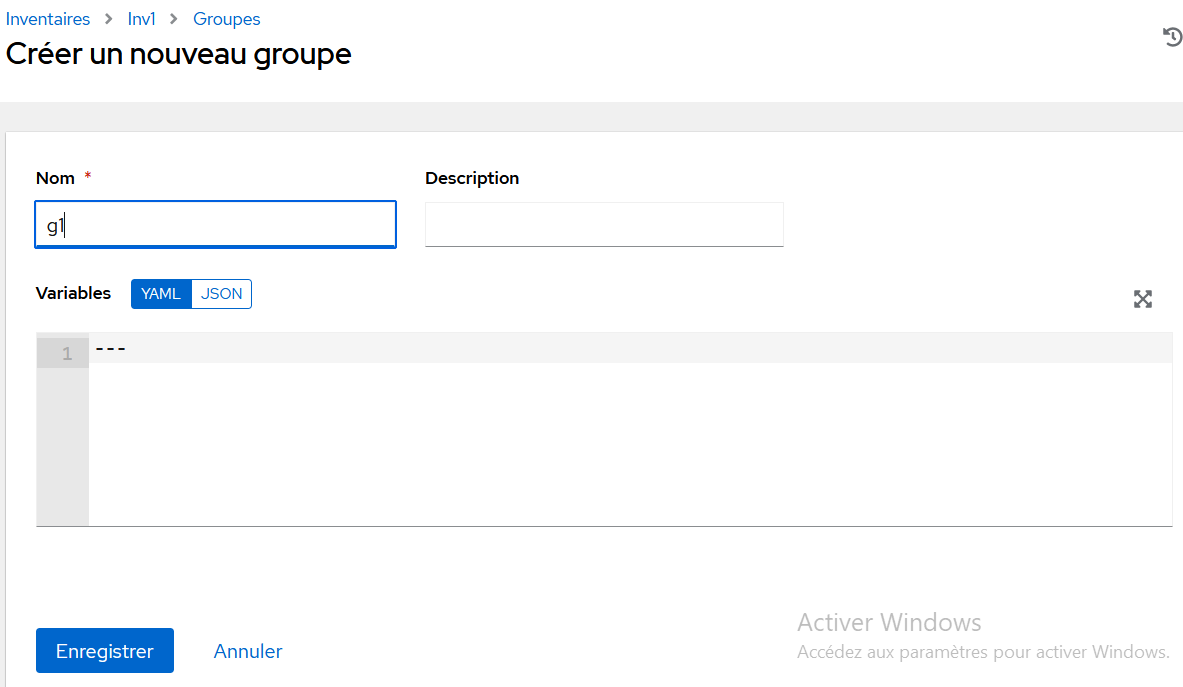 Inventaires > Inv1 > Groupes
Créer un nouveau groupe
Nom * Description
g1
Variables YAML JSON
1 ---
Enregistrer Annuler
Activer Windows
Accédez aux paramètres pour activer Windows.